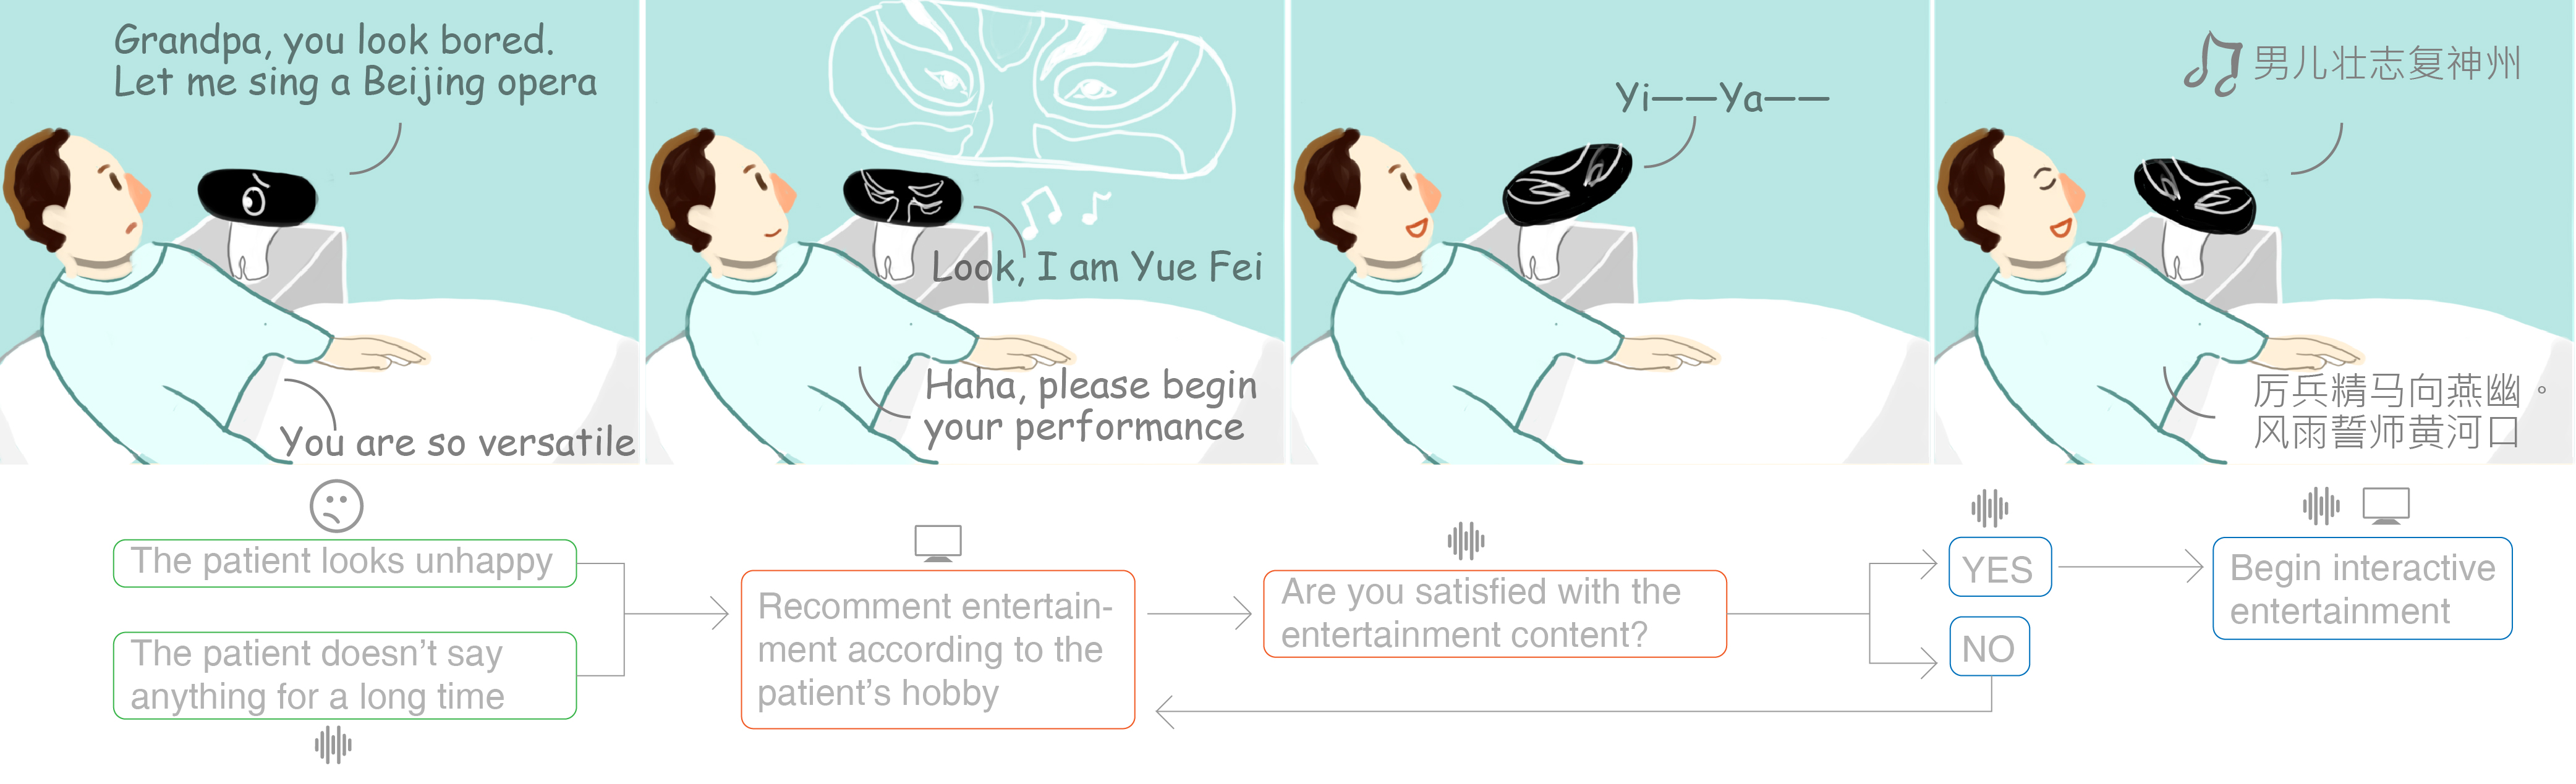 Grandpa, you look bored.
Let me sing a Beijing opera
You are so versatile
Look, I am Yue Fei
Haha, please begin
your performance
Yi——Ya——
男儿壮志复神州
厉兵精马向燕幽。
风雨誓师黄河口
The patient looks unhappy
The patient doesn't say
anything for a long time
Recomment entertain-
ment according to the
patient's hobby
Are you satisfied with the
entertainment content?
YES
NO
Begin interactive
entertainment